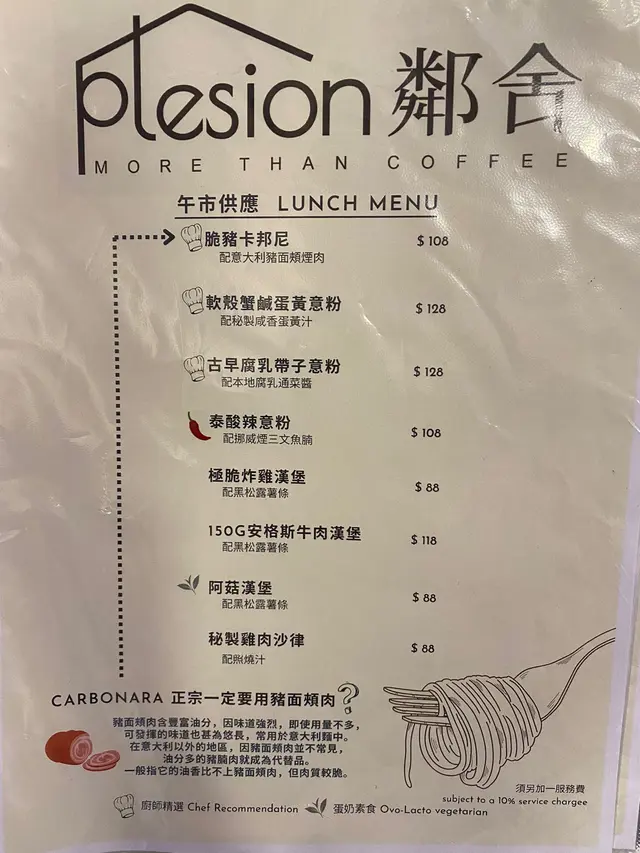 plesion 鄰舍
MORE THAN COFFEE
午市供應 LUNCH MENU
脆豬卡邦尼 $ 108
配意大利豬面頰煙肉
軟殼蟹鹹蛋黃意粉 $ 128
配秘製咸香蛋黃汁
古早腐乳帶子意粉 $ 128
配本地腐乳通菜醬
泰酸辣意粉 $ 108
配挪威煙三文魚腩
極脆炸雞漢堡 $ 88
配黑松露薯條
150G安格斯牛肉漢堡 $ 118
配黑松露薯條
阿菇漢堡 $ 88
配黑松露薯條
秘製雞肉沙律 $ 88
配照燒汁
CARBONARA 正宗一定要用豬面頰肉?
豬面頰肉含豐富油分，因味道強烈，即使用量不多，
可發揮的味道也甚為悠長，常用於意大利麵中。
在意大利以外的地區，因豬面頰肉並不常見，
油分多的豬腩肉就成為代替品。
一般指它的油香比不上豬面頰肉，但肉質較脆。
須另加一服務費
subject to a 10% service chargee
廚師精選 Chef Recommendation 蛋奶素食 Ovo-Lacto vegetarian